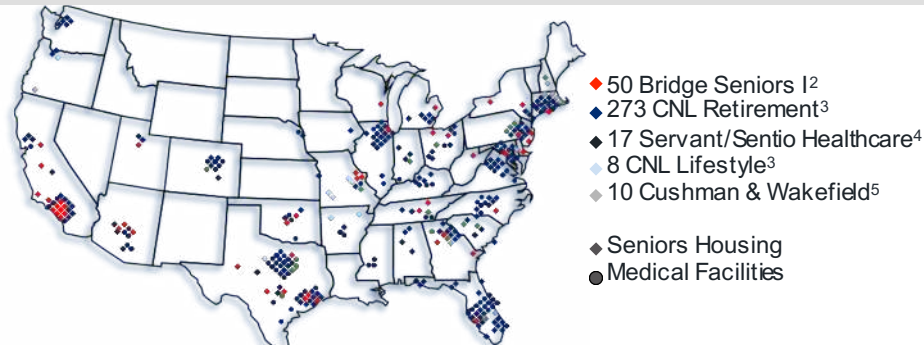 50 Bridge Seniors I²
273 CNL Retirement³
17 Servant/Sentio Healthcare⁴
8 CNL Lifestyle³
10 Cushman & Wakefield⁵
Seniors Housing
Medical Facilities